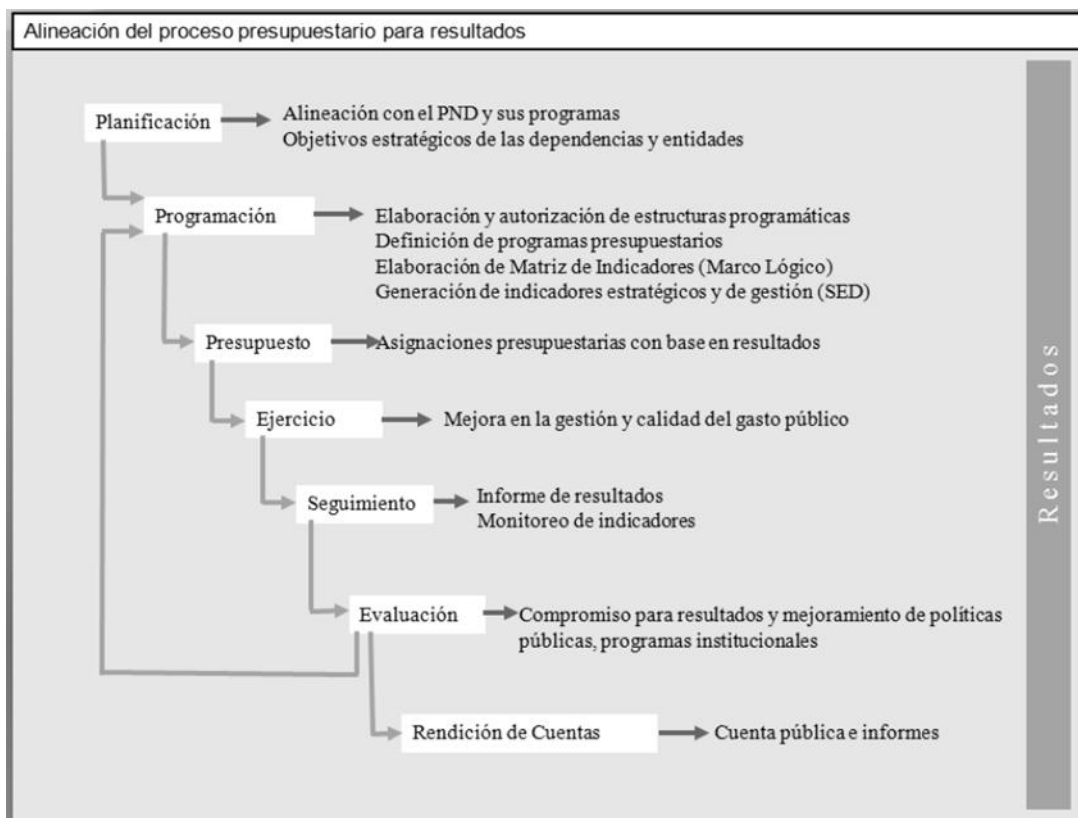 Alineación del proceso presupuestario para resultados
Planificación
Alineación con el PND y sus programas
Objetivos estratégicos de las dependencias y entidades
Programación
Elaboración y autorización de estructuras programáticas
Definición de programas presupuestarios
Elaboración de Matriz de Indicadores (Marco Lógico)
Generación de indicadores estratégicos y de gestión (SED)
Presupuesto
Asignaciones presupuestarias con base en resultados
Ejercicio
Mejora en la gestión y calidad del gasto público
Seguimiento
Informe de resultados
Monitoreo de indicadores
Evaluación
Compromiso para resultados y mejoramiento de políticas
públicas, programas institucionales
Rendición de Cuentas
Cuenta pública e informes
Resultados